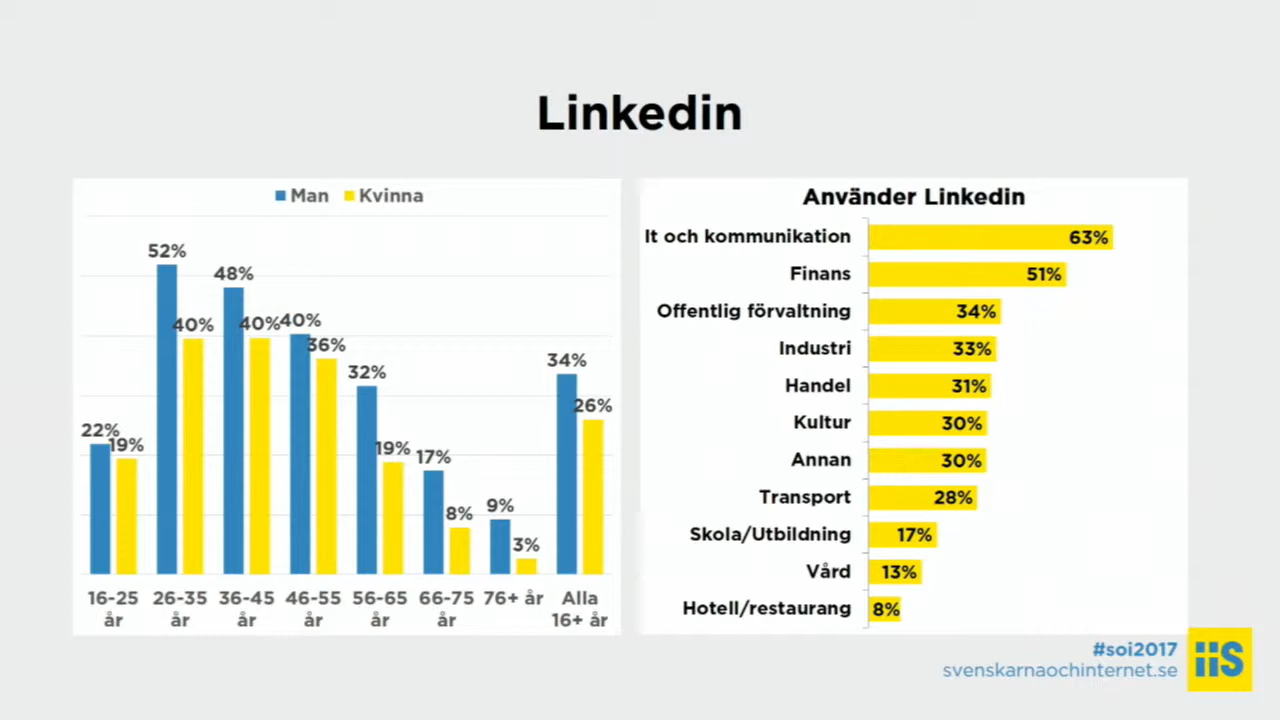 Linkedin
Man Kvinna
52%
48%
40%
40%
40%
36%
32%
34%
26%
22%
19%
19%
17%
8%
9%
3%
16-25 26-35 36-45 46-55 56-65 66-75 76+ år Alla
år år år år år år 16+ år
Använder Linkedin
It och kommunikation 63%
Finans 51%
Offentlig förvaltning 34%
Industri 33%
Handel 31%
Kultur 30%
Annan 30%
Transport 28%
Skola/Utbildning 17%
Vård 13%
Hotell/restaurang 8%
#soi2017
svenskarnaochinternet.se
iis